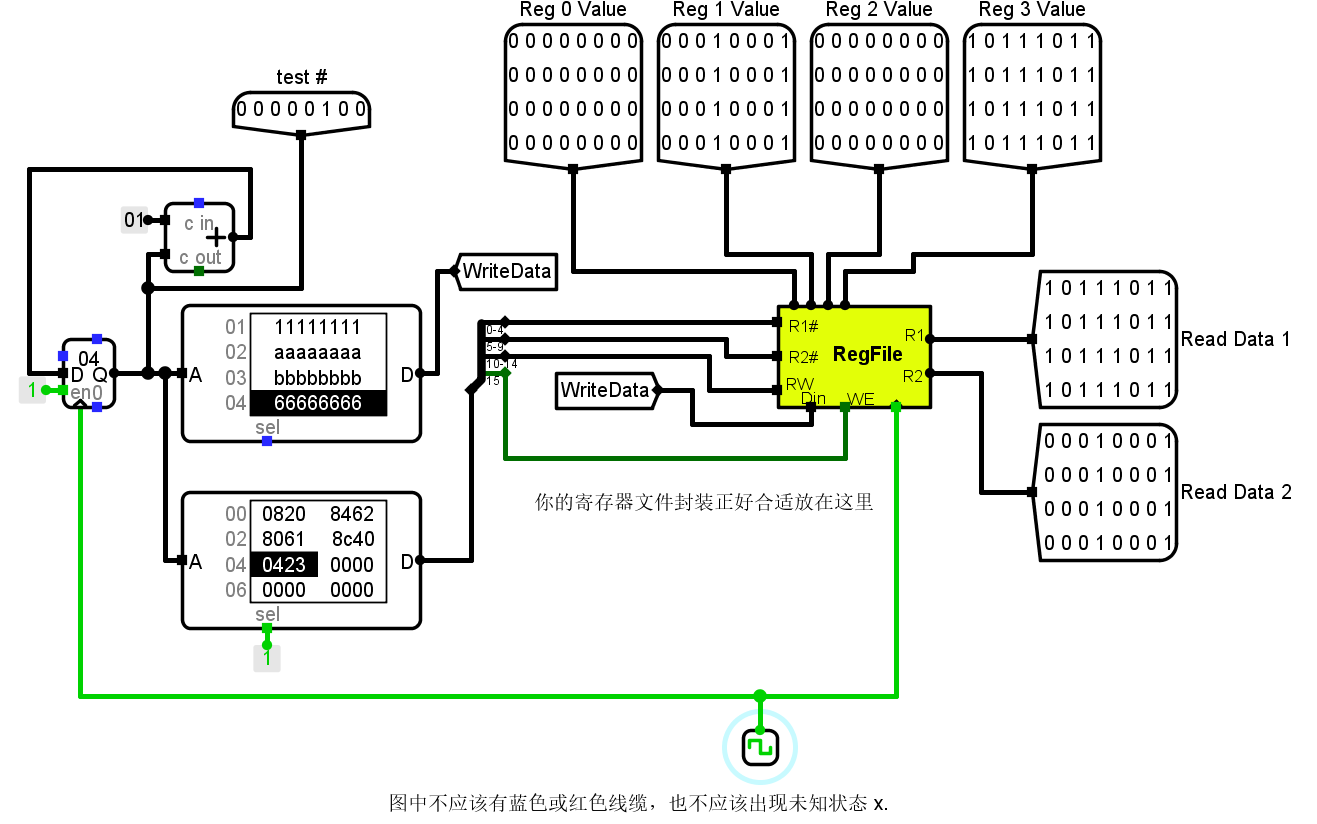 Reg 0 Value Reg 1 Value Reg 2 Value Reg 3 Value
0 0 0 0 0 0 0 0 0 0 0 1 0 0 0 1 0 0 0 0 0 0 0 0 1 0 1 1 1 0 1 1
0 0 0 0 0 0 0 0 0 0 0 1 0 0 0 1 0 0 0 0 0 0 0 0 1 0 1 1 1 0 1 1
0 0 0 0 0 0 0 0 0 0 0 1 0 0 0 1 0 0 0 0 0 0 0 0 1 0 1 1 1 0 1 1
0 0 0 0 0 0 0 0 0 0 0 1 0 0 0 1 0 0 0 0 0 0 0 0 1 0 1 1 1 0 1 1
test #
0 0 0 0 0 1 0 0
01
c in
+
c out
WriteData
04
D Q
1
en 0
A
01 11111111
02 aaaaaaaa
03 bbbbbbbb
04 66666666
D
sel
0-4
5-9
10-14
15
WriteData
R1#
R2#
RW
Din
WE
RegFile
R1
R2
1 0 1 1 1 0 1 1
1 0 1 1 1 0 1 1
1 0 1 1 1 0 1 1
1 0 1 1 1 0 1 1
Read Data 1
0 0 0 1 0 0 0 1
0 0 0 1 0 0 0 1
0 0 0 1 0 0 0 1
0 0 0 1 0 0 0 1
Read Data 2
你的寄存器文件封装正好合适放在这里
A
00 0820 8462
02 8061 8c40
04 0423 0000
06 0000 0000
D
sel
1
图中不应该有蓝色或红色线缆，也不应该出现未知状态 x.